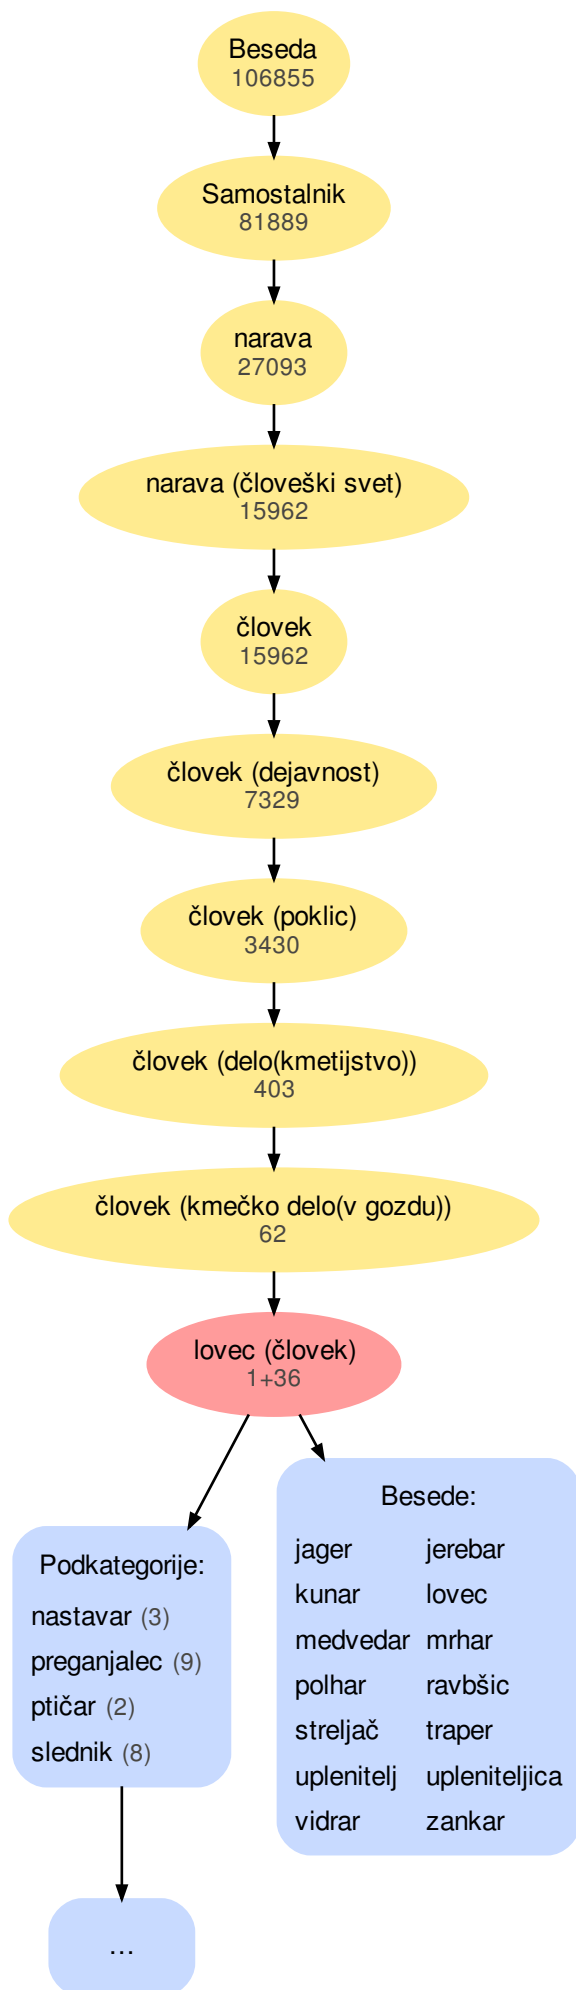 Beseda
106855
Samostalnik
81889
narava
27093
narava (človeški svet)
15962
človek
15962
človek (dejavnost)
7329
človek (poklic)
3430
človek (delo(kmetijstvo))
403
človek (kmečko delo(v gozdu))
62
lovec (človek)
1+36
Podkategorije:
nastavar (3)
preganjalec (9)
ptičar (2)
slednik (8)
...
Besede:
jager jerebar
kunar lovec
medvedar mrhar
polhar ravbšic
streljač traper
uplenitelj upleniteljica
vidrar zankar